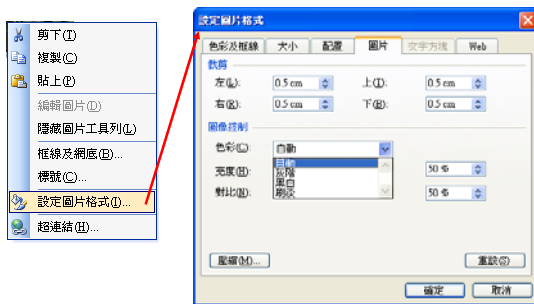 剪下(T)
複製(C)
貼上(P)
編輯圖片(D)
隱藏圖片工具列(L)
框線及網底(B)...
標號(C)...
設定圖片格式(I)...
超連結(H)...
設定圖片格式
色彩及框線 大小 配置 圖片 文字方塊 Web
裁剪
左(L): 0.5 cm 上(T): 0.5 cm
右(R): 0.5 cm 下(B): 0.5 cm
圖像控制
色彩(C): 自動
自動
灰階
黑白
刷淡
亮度(H): 50 %
對比(N): 50 %
壓縮(M)... 重設(S)
確定 取消